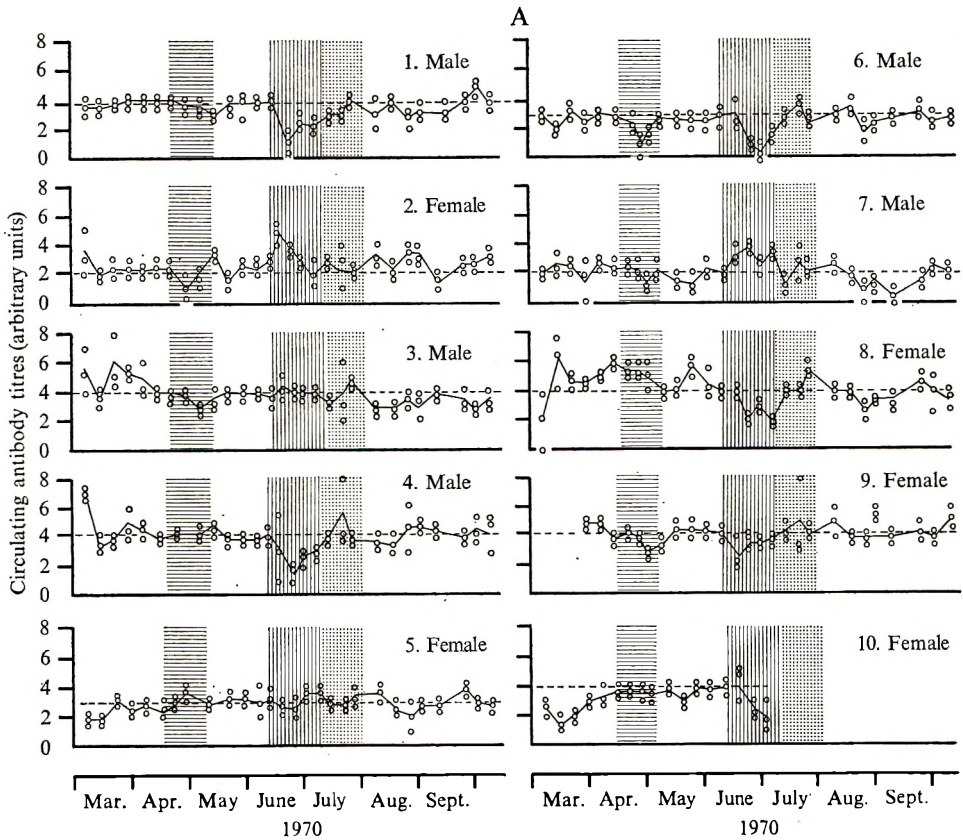 A
Circulating antibody titres (arbitrary units)
8
6
4
2
0
1. Male
6. Male
8
6
4
2
0
2. Female
7. Male
8
6
4
2
0
3. Male
8. Female
8
6
4
2
0
4. Male
9. Female
8
6
4
2
0
5. Female
10. Female
Mar. Apr. May June July Aug. Sept.
Mar. Apr. May June July Aug. Sept.
1970
1970